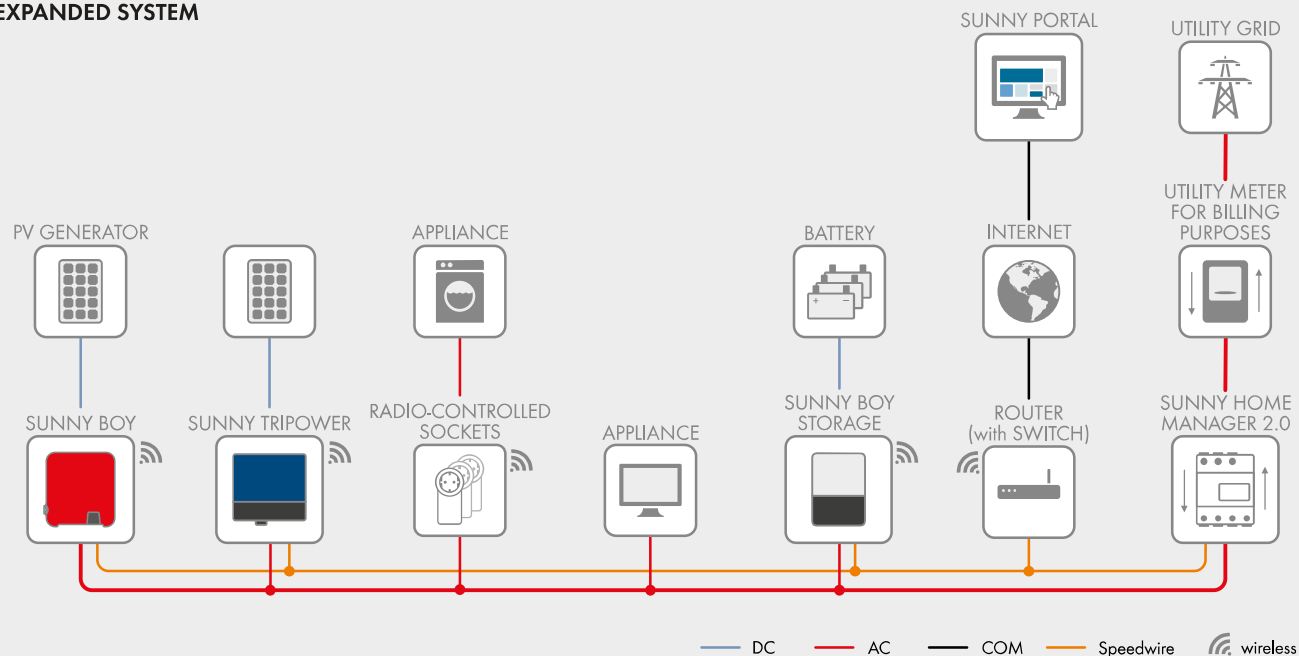 EXPANDED SYSTEM
SUNNY PORTAL
UTILITY GRID
UTILITY METER
FOR BILLING
PURPOSES
PV GENERATOR
APPLIANCE
BATTERY
INTERNET
SUNNY BOY
SUNNY TRIPOWER
RADIO-CONTROLLED
SOCKETS
APPLIANCE
SUNNY BOY
STORAGE
ROUTER
(with SWITCH)
SUNNY HOME
MANAGER 2.0
DC
AC
COM
Speedwire
wireless